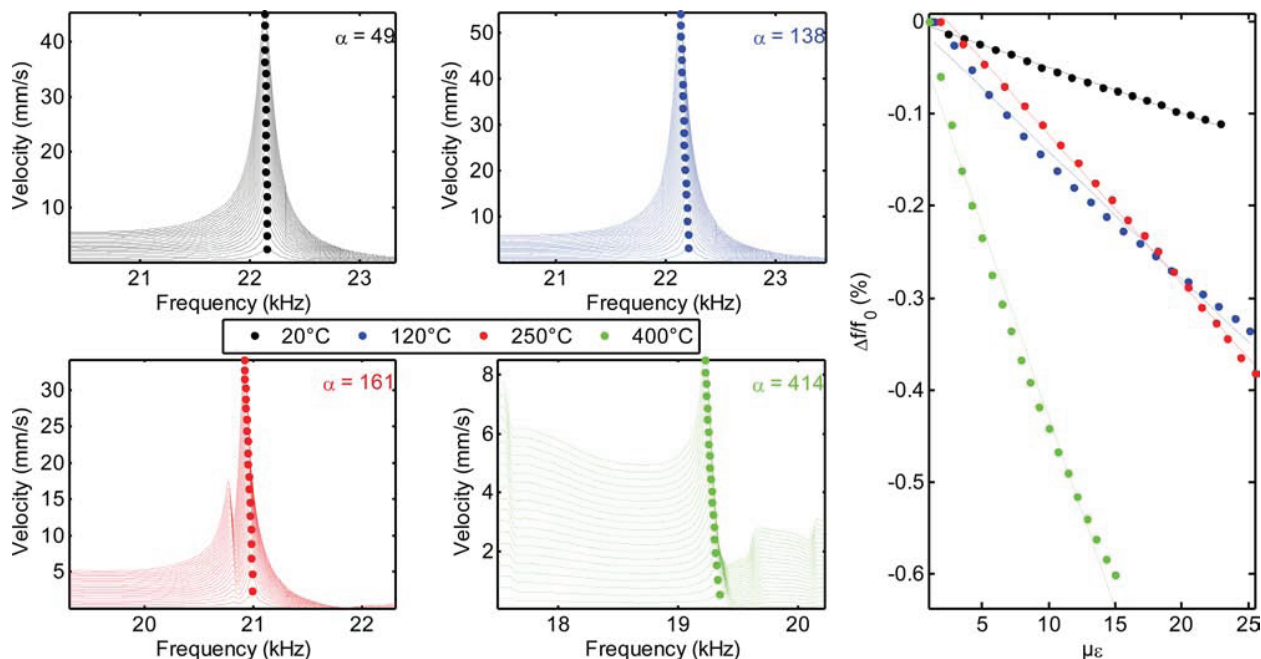 40
30
20
10
Velocity (mm/s)
α = 49
21
22
23
Frequency (kHz)
50
40
30
20
10
Velocity (mm/s)
α = 138
21
22
23
Frequency (kHz)
20°C
120°C
250°C
400°C
30
25
20
15
10
5
Velocity (mm/s)
α = 161
20
21
22
Frequency (kHz)
8
6
4
2
Velocity (mm/s)
α = 414
18
19
20
Frequency (kHz)
0
-0.1
-0.2
-0.3
-0.4
-0.5
-0.6
Δf/f0 (%)
5
10
15
20
25
με